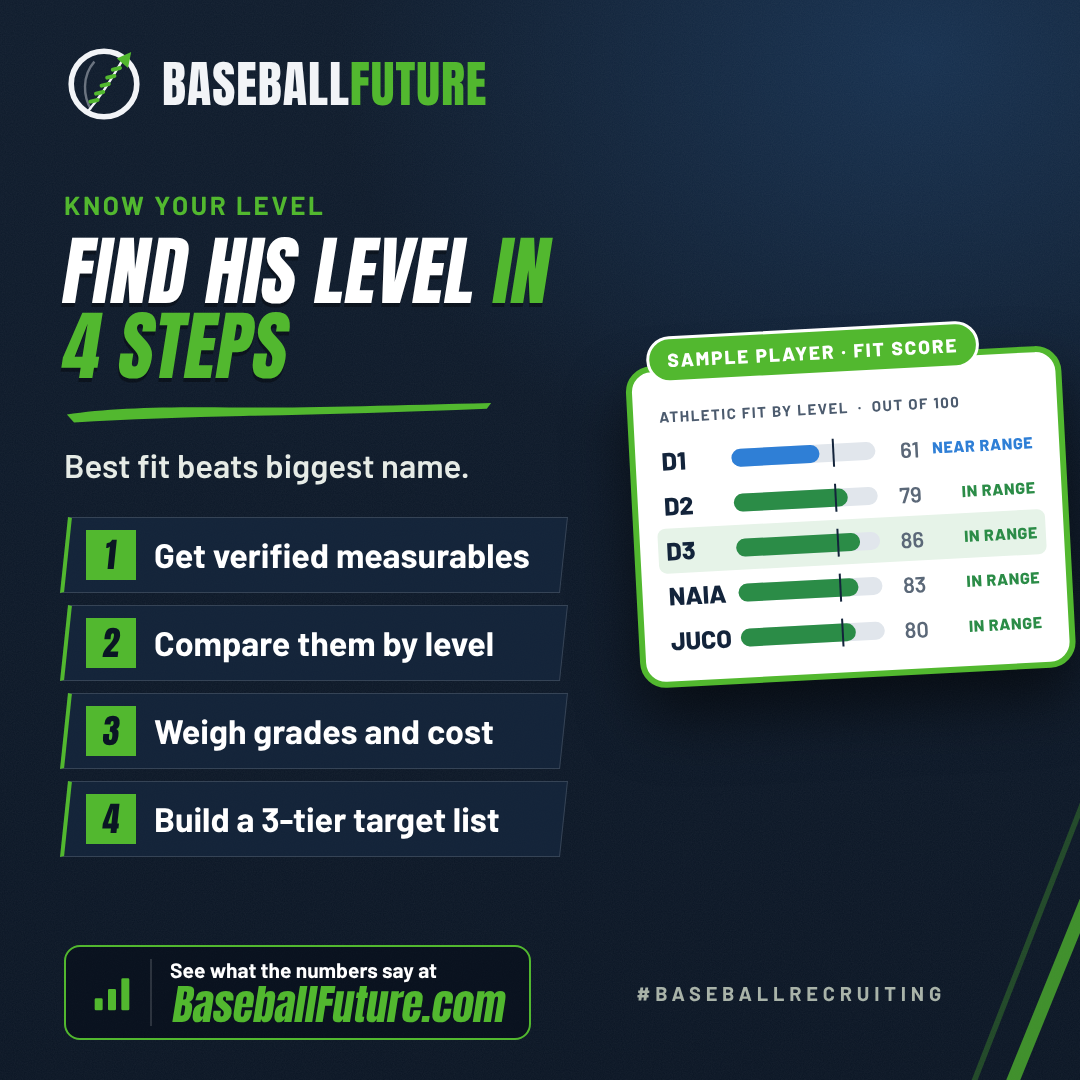 BASEBALLFUTURE
KNOW YOUR LEVEL
FIND HIS LEVEL IN
4 STEPS
Best fit beats biggest name.
1 Get verified measurables
2 Compare them by level
3 Weigh grades and cost
4 Build a 3-tier target list
SAMPLE PLAYER · FIT SCORE
ATHLETIC FIT BY LEVEL · OUT OF 100
D1 61 NEAR RANGE
D2 79 IN RANGE
D3 86 IN RANGE
NAIA 83 IN RANGE
JUCO 80 IN RANGE
See what the numbers say at
BaseballFuture.com
#BASEBALLRECRUITING